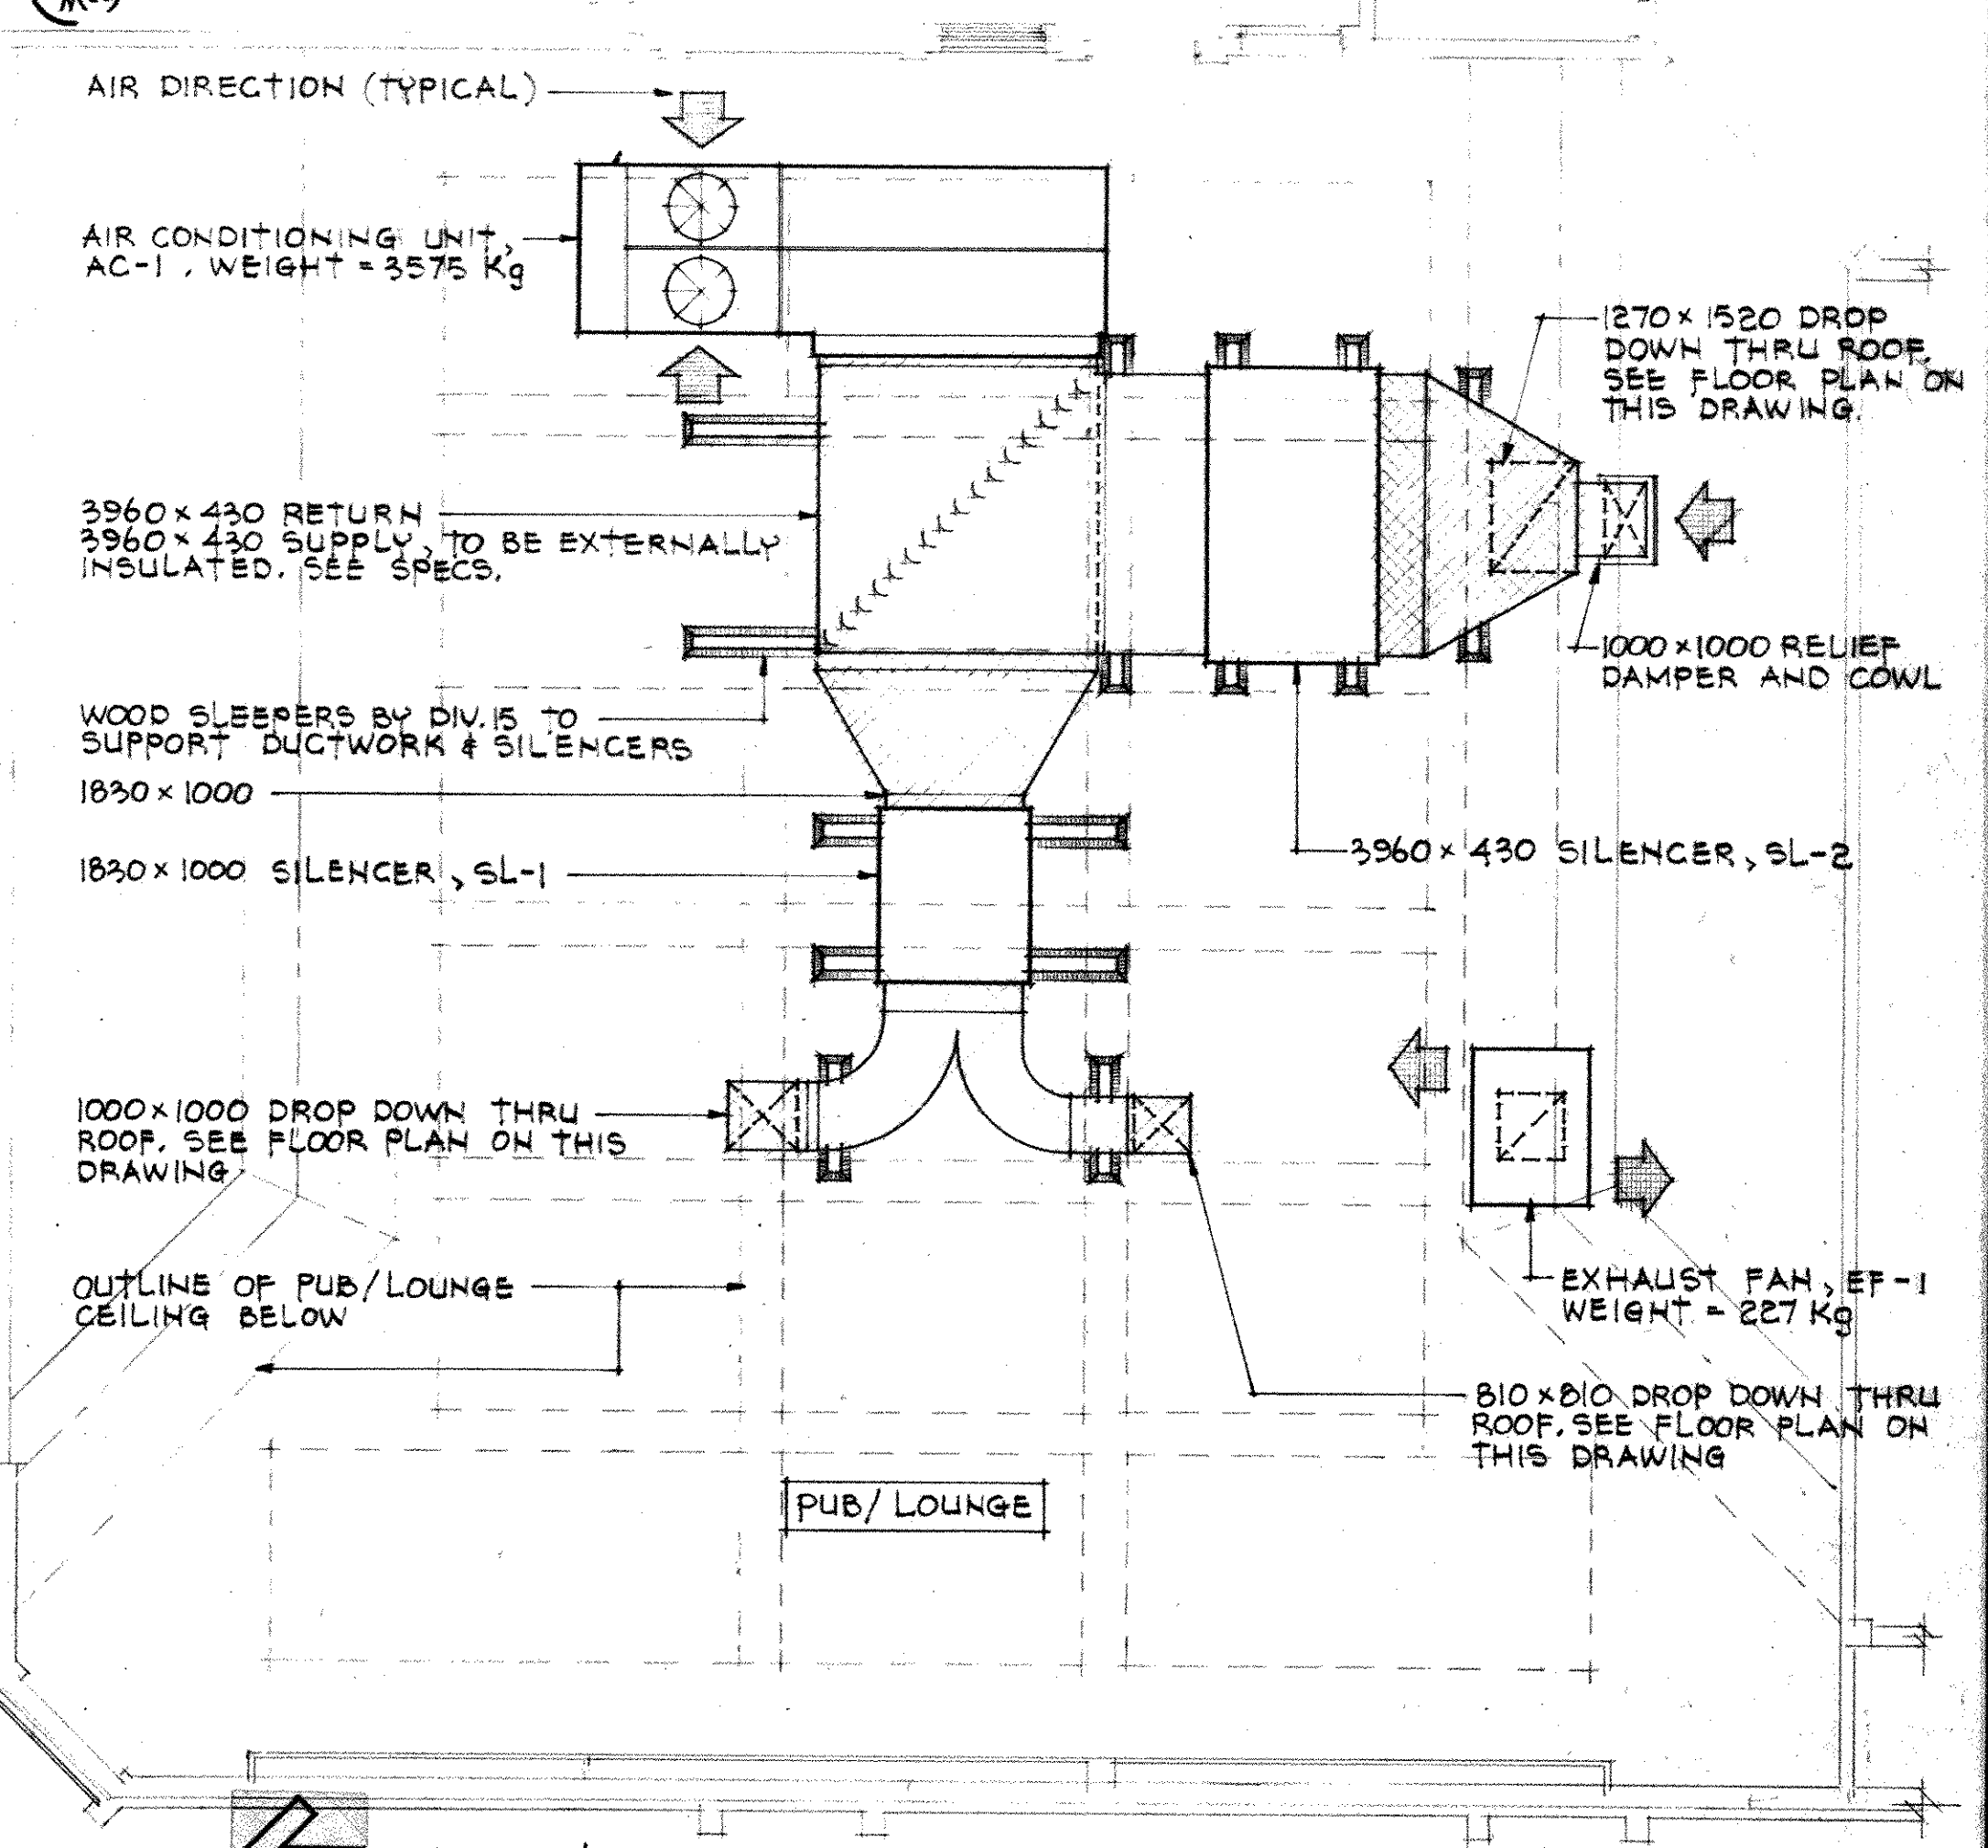 AIR DIRECTION (TYPICAL)
AIR CONDITIONING UNIT,
AC-1 . WEIGHT = 3575 Kg
1270 × 1520 DROP
DOWN THRU ROOF.
SEE FLOOR PLAN ON
THIS DRAWING.
3960 × 430 RETURN
3960 × 430 SUPPLY, TO BE EXTERNALLY
INSULATED. SEE SPECS.
1000 × 1000 RELIEF
DAMPER AND COWL
WOOD SLEEPERS BY DIV. 15 TO
SUPPORT DUCTWORK & SILENCERS
1830 × 1000
3960 × 430 SILENCER, SL-2
1830 × 1000 SILENCER, SL-1
1000 × 1000 DROP DOWN THRU
ROOF. SEE FLOOR PLAN ON THIS
DRAWING
OUTLINE OF PUB/LOUNGE
CEILING BELOW
EXHAUST FAN, EF-1
WEIGHT = 227 Kg
810 × 810 DROP DOWN THRU
ROOF. SEE FLOOR PLAN ON
THIS DRAWING
PUB/ LOUNGE